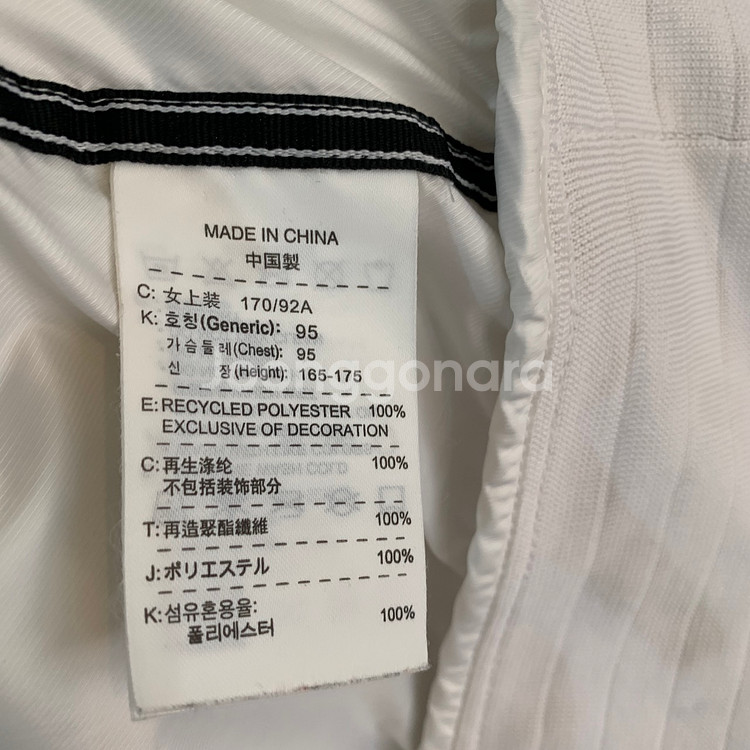 MADE IN CHINA
中国製
C: 女上装 170/92A
K: 호칭(Generic): 95
가슴둘레(Chest): 95
신 장(Height): 165-175
Joonggonara
E: RECYCLED POLYESTER 100%
EXCLUSIVE OF DECORATION
C: 再生涤纶 100%
不包括装饰部分
T: 再造聚酯纖維 100%
J: ポリエステル 100%
K: 섬유혼용율: 100%
폴리에스터